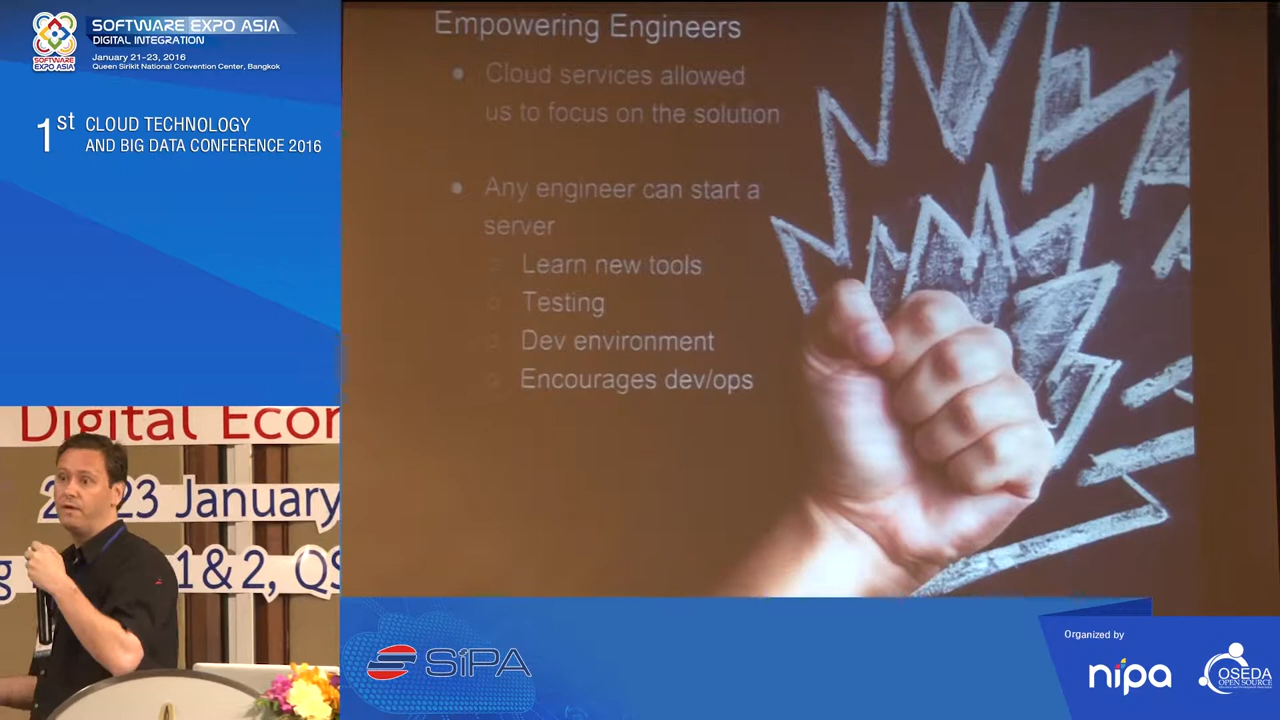 SOFTWARE EXPO ASIA
DIGITAL INTEGRATION
January 21-23, 2016
Queen Sirikit National Convention Center, Bangkok
SOFTWARE
EXPO ASIA
1st CLOUD TECHNOLOGY
AND BIG DATA CONFERENCE 2016
Empowering Engineers
• Cloud services allowed
us to focus on the solution
• Any engineer can start a
server
○ Learn new tools
○ Testing
○ Dev environment
○ Encourages dev/ops
Digital Econ
23 January
g 1 & 2, QS
SiPA
Organized by
nipa
OSEDA
OPEN SOURCE